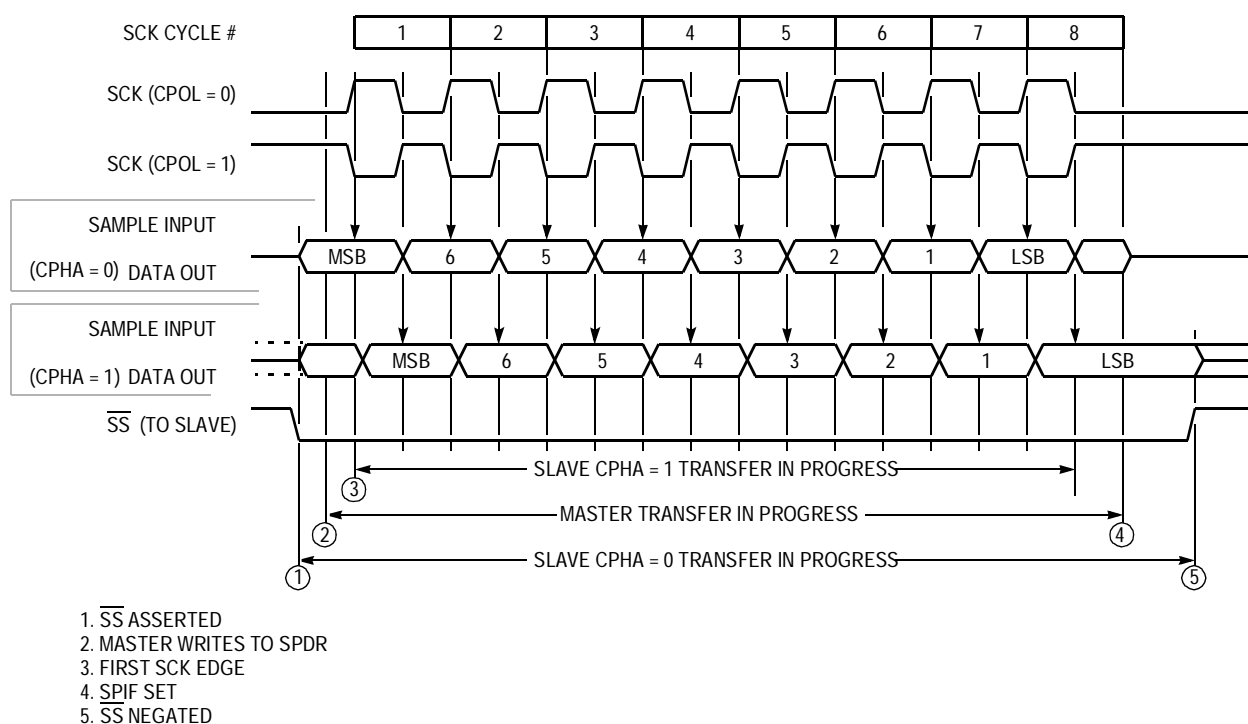 SCK CYCLE # 1 2 3 4 5 6 7 8
SCK (CPOL = 0)
SCK (CPOL = 1)
SAMPLE INPUT
(CPHA = 0) DATA OUT MSB 6 5 4 3 2 1 LSB
SAMPLE INPUT
(CPHA = 1) DATA OUT MSB 6 5 4 3 2 1 LSB
SS (TO SLAVE)
SLAVE CPHA = 1 TRANSFER IN PROGRESS
3
MASTER TRANSFER IN PROGRESS
2 4
SLAVE CPHA = 0 TRANSFER IN PROGRESS
1 5
1. SS ASSERTED
2. MASTER WRITES TO SPDR
3. FIRST SCK EDGE
4. SPIF SET
5. SS NEGATED